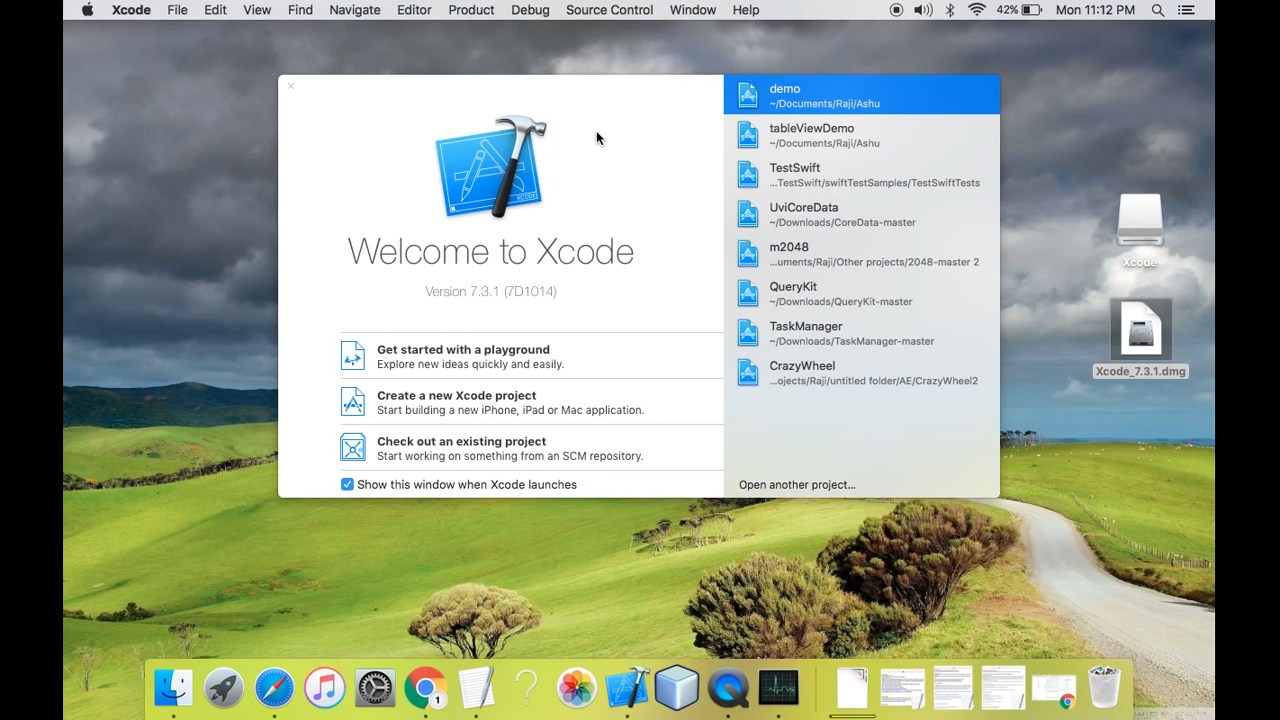 Xcode File Edit View Find Navigate Editor Product Debug Source Control Window Help 42% Mon 11:12 PM
Welcome to Xcode
Version 7.3.1 (7D1014)
Get started with a playground
Explore new ideas quickly and easily.
Create a new Xcode project
Start building a new iPhone, iPad or Mac application.
Check out an existing project
Start working on something from an SCM repository.
Show this window when Xcode launches
demo
~/Documents/Raji/Ashu
tableViewDemo
~/Documents/Raji/Ashu
TestSwift
...TestSwift/swiftTestSamples/TestSwiftTests
UviCoreData
~/Downloads/CoreData-master
m2048
...uments/Raji/Other projects/2048-master 2
QueryKit
~/Downloads/QueryKit-master
TaskManager
~/Downloads/TaskManager-master
CrazyWheel
...ojects/Raji/untitled folder/AE/CrazyWheel2
Open another project...
Xcode
Xcode_7.3.1.dmg
XCODE
1
?